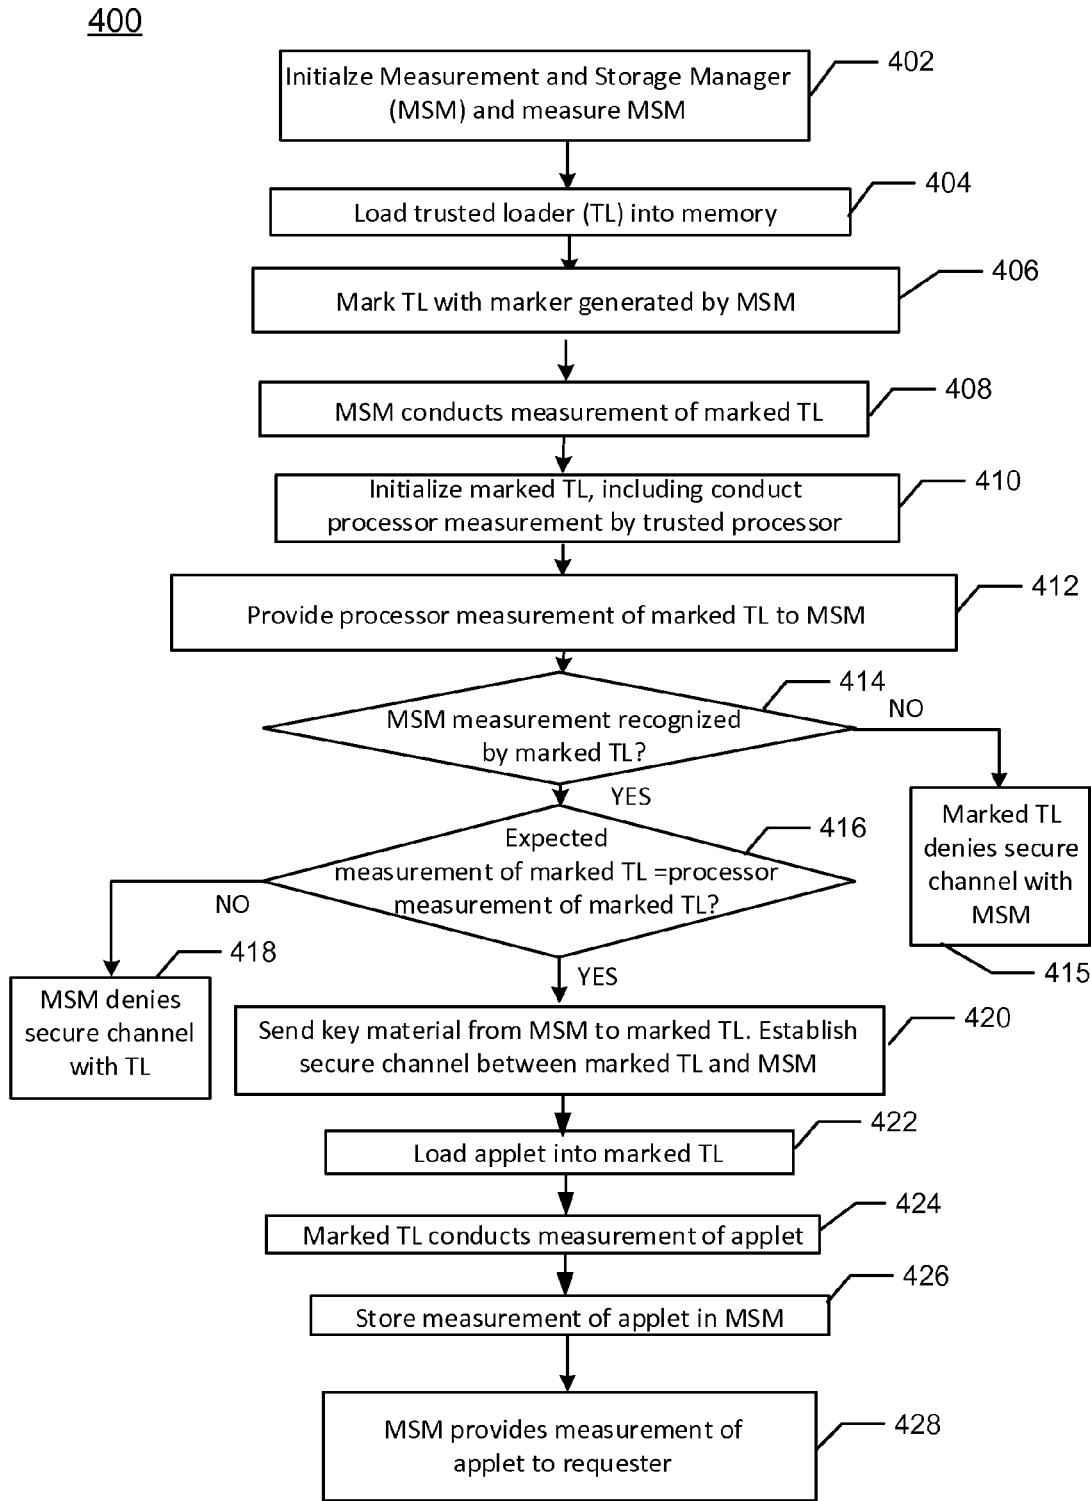 400
Initialze Measurement and Storage Manager
(MSM) and measure MSM
402
Load trusted loader (TL) into memory
404
Mark TL with marker generated by MSM
406
MSM conducts measurement of marked TL
408
Initialize marked TL, including conduct
processor measurement by trusted processor
410
Provide processor measurement of marked TL to MSM
412
MSM measurement recognized
by marked TL?
414
NO
YES
Marked TL
denies secure
channel with
MSM
415
Expected
measurement of marked TL =processor
measurement of marked TL?
416
NO
YES
MSM denies
secure channel
with TL
418
Send key material from MSM to marked TL. Establish
secure channel between marked TL and MSM
420
Load applet into marked TL
422
Marked TL conducts measurement of applet
424
Store measurement of applet in MSM
426
MSM provides measurement of
applet to requester
428